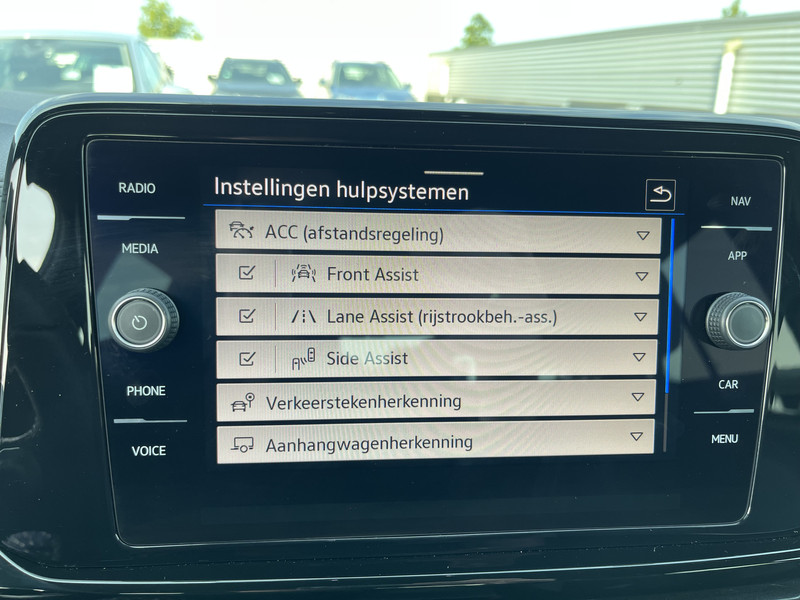 Instellingen hulpsystemen
RADIO
MEDIA
PHONE
VOICE
ACC (afstandsregeling)
Front Assist
Lane Assist (rijstrookbeh.-ass.)
Side Assist
Verkeerstekenherkenning
Aanhangwagenherkenning
NAV
APP
CAR
MENU